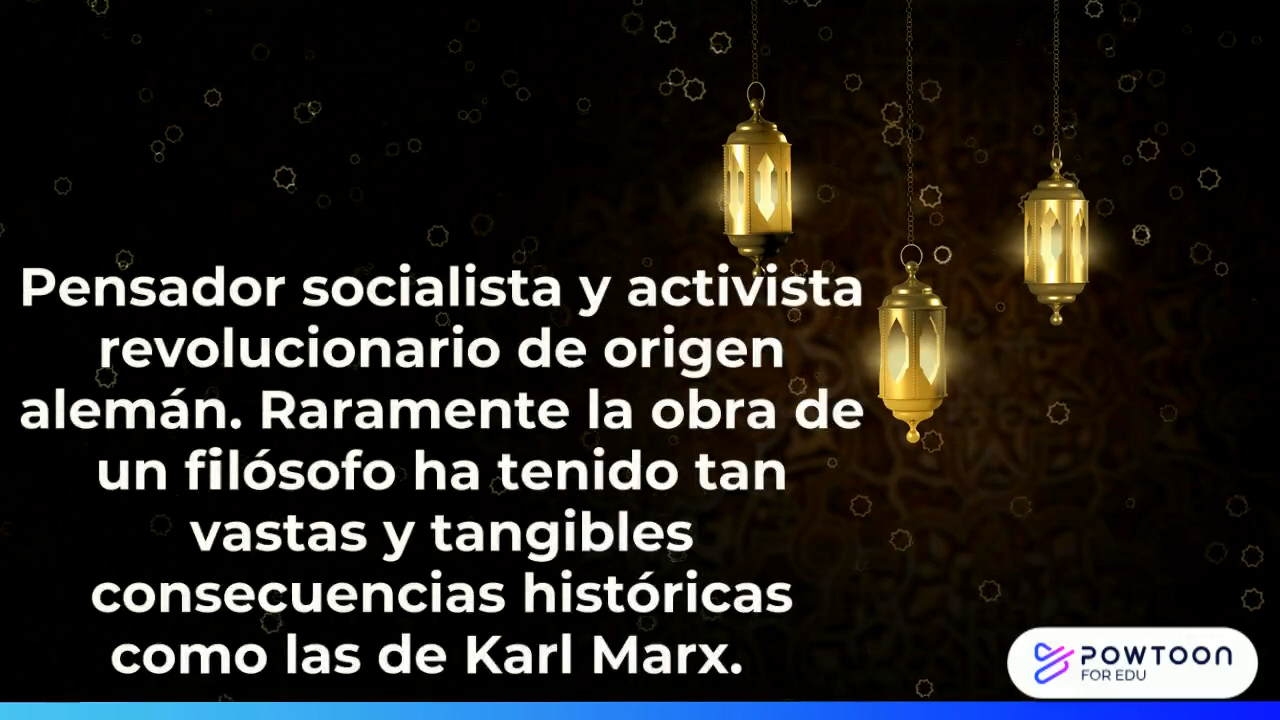 Pensador socialista y activista
revolucionario de origen
alemán. Raramente la obra de
un filósofo ha tenido tan
vastas y tangibles
consecuencias históricas
como las de Karl Marx.
POWTOON
FOR EDU